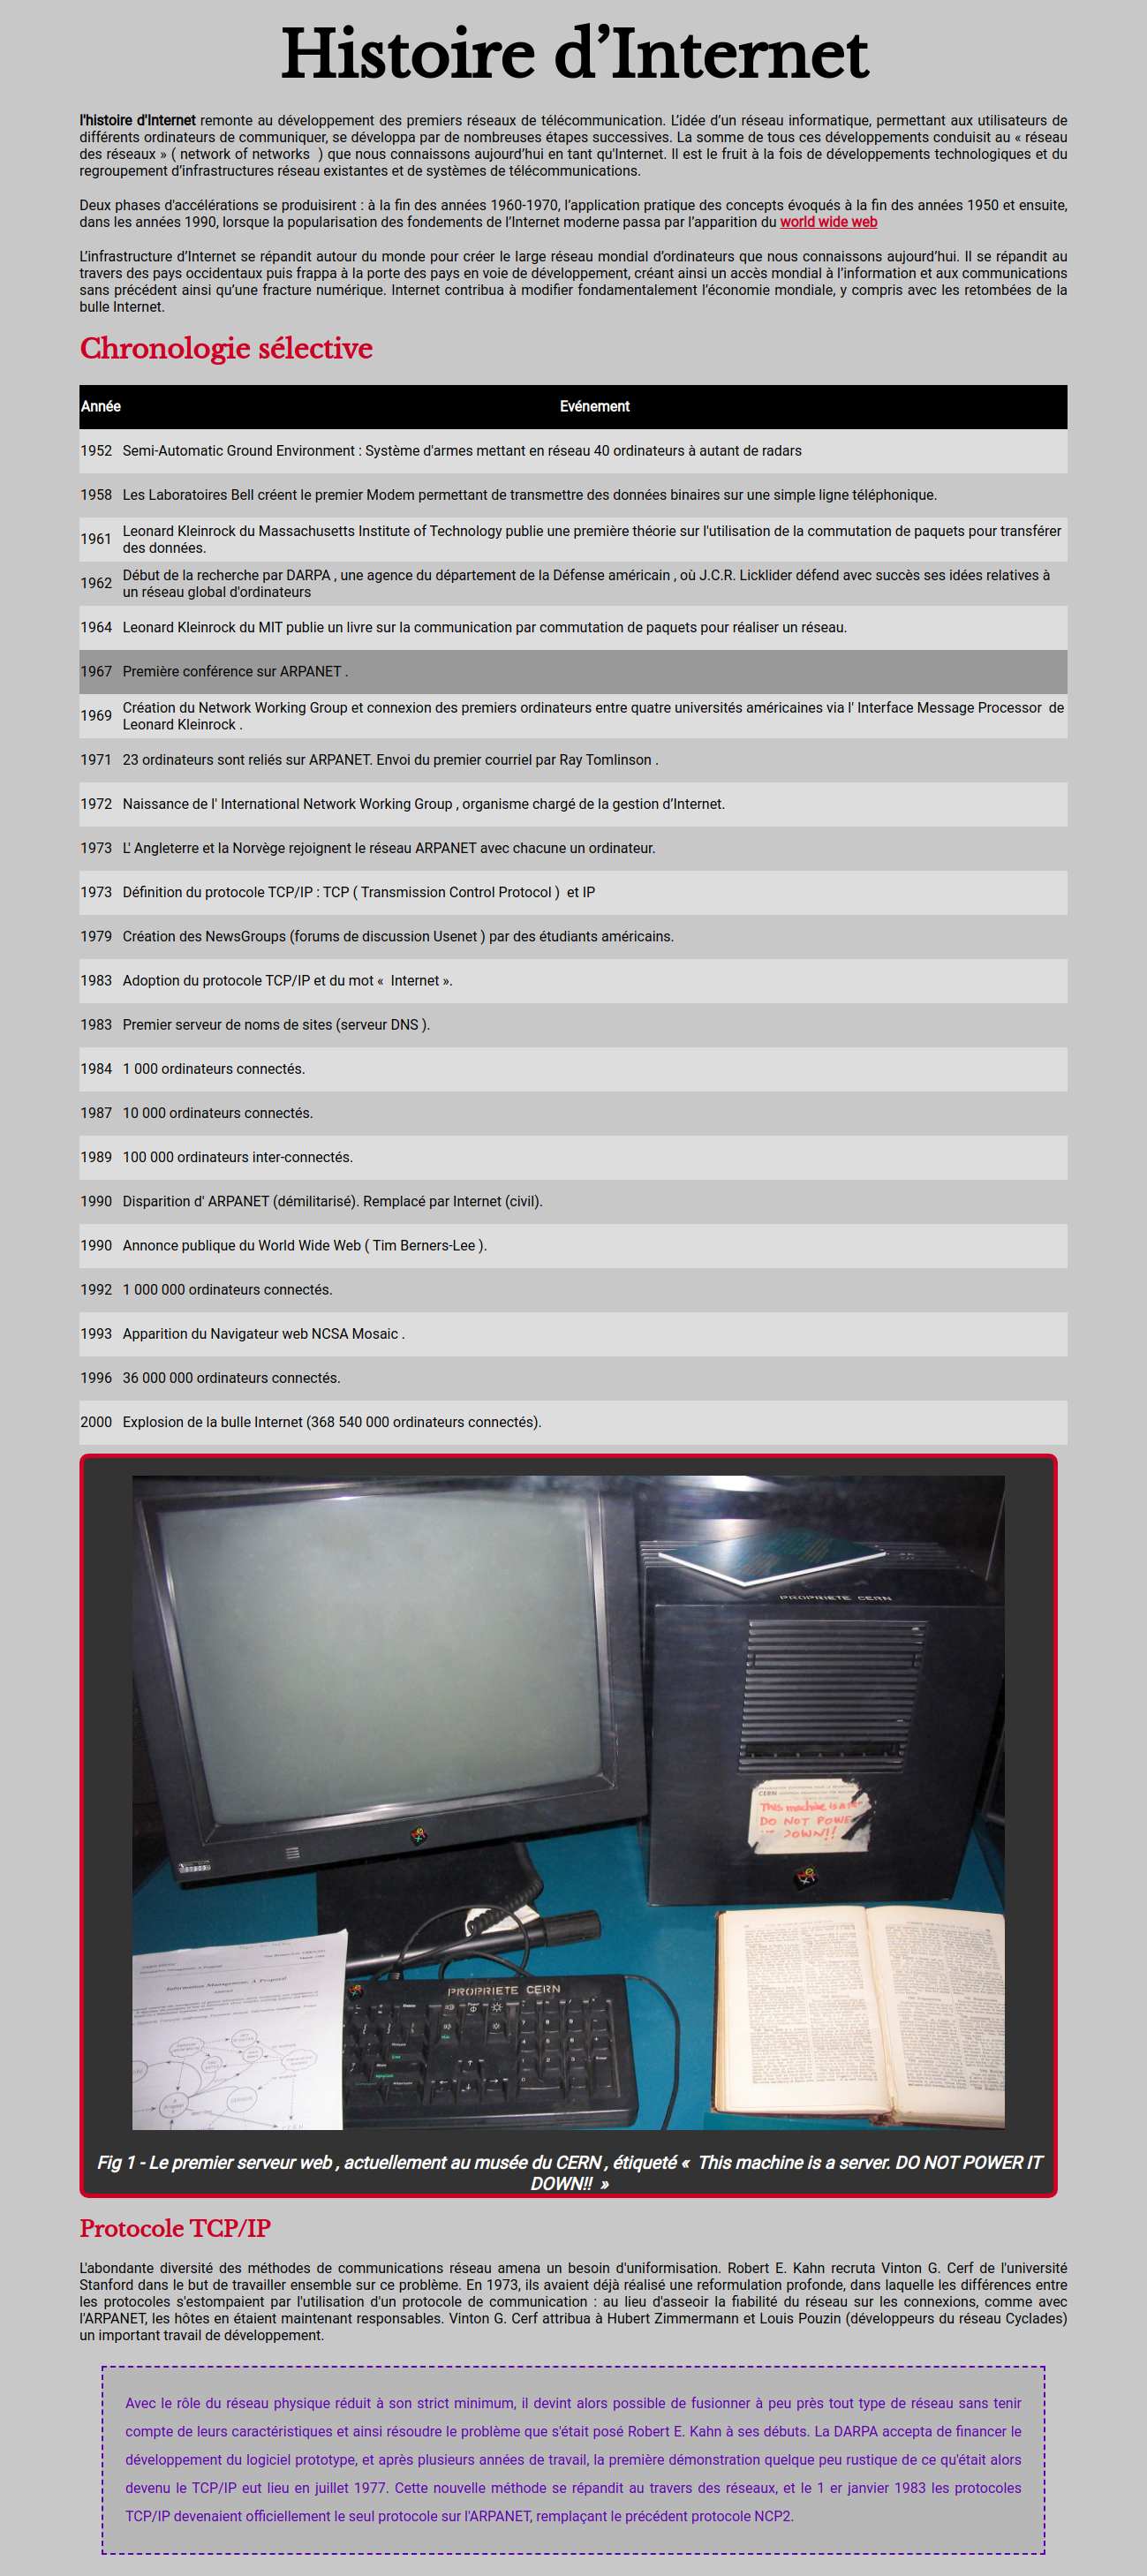 Histoire d’Internet
l'histoire d'Internet remonte au développement des premiers réseaux de télécommunication. L’idée d’un réseau informatique, permettant aux utilisateurs de
différents ordinateurs de communiquer, se développa par de nombreuses étapes successives. La somme de tous ces développements conduisit au « réseau
des réseaux » ( network of networks  ) que nous connaissons aujourd’hui en tant qu'Internet. Il est le fruit à la fois de développements technologiques et du
regroupement d’infrastructures réseau existantes et de systèmes de télécommunications.
Deux phases d'accélérations se produisirent : à la fin des années 1960-1970, l’application pratique des concepts évoqués à la fin des années 1950 et ensuite,
dans les années 1990, lorsque la popularisation des fondements de l’Internet moderne passa par l’apparition du world wide web
L’infrastructure d’Internet se répandit autour du monde pour créer le large réseau mondial d’ordinateurs que nous connaissons aujourd’hui. Il se répandit au
travers des pays occidentaux puis frappa à la porte des pays en voie de développement, créant ainsi un accès mondial à l’information et aux communications
sans précédent ainsi qu’une fracture numérique. Internet contribua à modifier fondamentalement l’économie mondiale, y compris avec les retombées de la
bulle Internet.
Chronologie sélective
Année Evénement
1952 Semi-Automatic Ground Environment : Système d'armes mettant en réseau 40 ordinateurs à autant de radars
1958 Les Laboratoires Bell créent le premier Modem permettant de transmettre des données binaires sur une simple ligne téléphonique.
1961 Leonard Kleinrock du Massachusetts Institute of Technology publie une première théorie sur l'utilisation de la commutation de paquets pour transférer
des données.
1962 Début de la recherche par DARPA , une agence du département de la Défense américain , où J.C.R. Licklider défend avec succès ses idées relatives à
un réseau global d'ordinateurs
1964 Leonard Kleinrock du MIT publie un livre sur la communication par commutation de paquets pour réaliser un réseau.
1967 Première conférence sur ARPANET .
1969 Création du Network Working Group et connexion des premiers ordinateurs entre quatre universités américaines via l' Interface Message Processor  de
Leonard Kleinrock .
1971 23 ordinateurs sont reliés sur ARPANET. Envoi du premier courriel par Ray Tomlinson .
1972 Naissance de l' International Network Working Group , organisme chargé de la gestion d’Internet.
1973 L' Angleterre et la Norvège rejoignent le réseau ARPANET avec chacune un ordinateur.
1973 Définition du protocole TCP/IP : TCP ( Transmission Control Protocol )  et IP
1979 Création des NewsGroups (forums de discussion Usenet ) par des étudiants américains.
1983 Adoption du protocole TCP/IP et du mot «  Internet ».
1983 Premier serveur de noms de sites (serveur DNS ).
1984 1 000 ordinateurs connectés.
1987 10 000 ordinateurs connectés.
1989 100 000 ordinateurs inter-connectés.
1990 Disparition d' ARPANET (démilitarisé). Remplacé par Internet (civil).
1990 Annonce publique du World Wide Web ( Tim Berners-Lee ).
1992 1 000 000 ordinateurs connectés.
1993 Apparition du Navigateur web NCSA Mosaic .
1996 36 000 000 ordinateurs connectés.
2000 Explosion de la bulle Internet (368 540 000 ordinateurs connectés).
PROPRIETE CERN
CERN
This machine is a
DO NOT POWE
DOWN!!
Information Management: A Proposal
PROPRIETE CERN
Fig 1 - Le premier serveur web , actuellement au musée du CERN , étiqueté «  This machine is a server. DO NOT POWER IT
DOWN!!  »
Protocole TCP/IP
L'abondante diversité des méthodes de communications réseau amena un besoin d'uniformisation. Robert E. Kahn recruta Vinton G. Cerf de l'université
Stanford dans le but de travailler ensemble sur ce problème. En 1973, ils avaient déjà réalisé une reformulation profonde, dans laquelle les différences entre
les protocoles s'estompaient par l'utilisation d'un protocole de communication : au lieu d'asseoir la fiabilité du réseau sur les connexions, comme avec
l'ARPANET, les hôtes en étaient maintenant responsables. Vinton G. Cerf attribua à Hubert Zimmermann et Louis Pouzin (développeurs du réseau Cyclades)
un important travail de développement.
Avec le rôle du réseau physique réduit à son strict minimum, il devint alors possible de fusionner à peu près tout type de réseau sans tenir
compte de leurs caractéristiques et ainsi résoudre le problème que s'était posé Robert E. Kahn à ses débuts. La DARPA accepta de financer le
développement du logiciel prototype, et après plusieurs années de travail, la première démonstration quelque peu rustique de ce qu'était alors
devenu le TCP/IP eut lieu en juillet 1977. Cette nouvelle méthode se répandit au travers des réseaux, et le 1 er janvier 1983 les protocoles
TCP/IP devenaient officiellement le seul protocole sur l'ARPANET, remplaçant le précédent protocole NCP2.